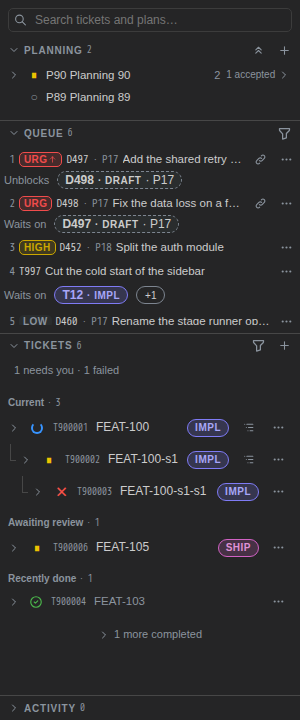 Search tickets and plans…
PLANNING 2
P90 Planning 90 2 1 accepted
P89 Planning 89
QUEUE 6
1 URG↑ D497 · P17 Add the shared retry …
Unblocks D498 · DRAFT · P17
2 URG D498 · P17 Fix the data loss on a f…
Waits on D498 · DRAFT · P17
3 HIGH D452 · P18 Split the auth module
4 T997 Cut the cold start of the sidebar
Waits on T12 · IMPL +1
5 LOW D460 · P17 Rename the stage runner op…
TICKETS 6
1 needs you · 1 failed
Current · 3
T900001 FEAT-100 IMPL
T900002 FEAT-100-s1 IMPL
T900003 FEAT-100-s1-s1 IMPL
Awaiting review · 1
T900006 FEAT-105 SHIP
Recently done · 1
T900004 FEAT-103
1 more completed
ACTIVITY 0